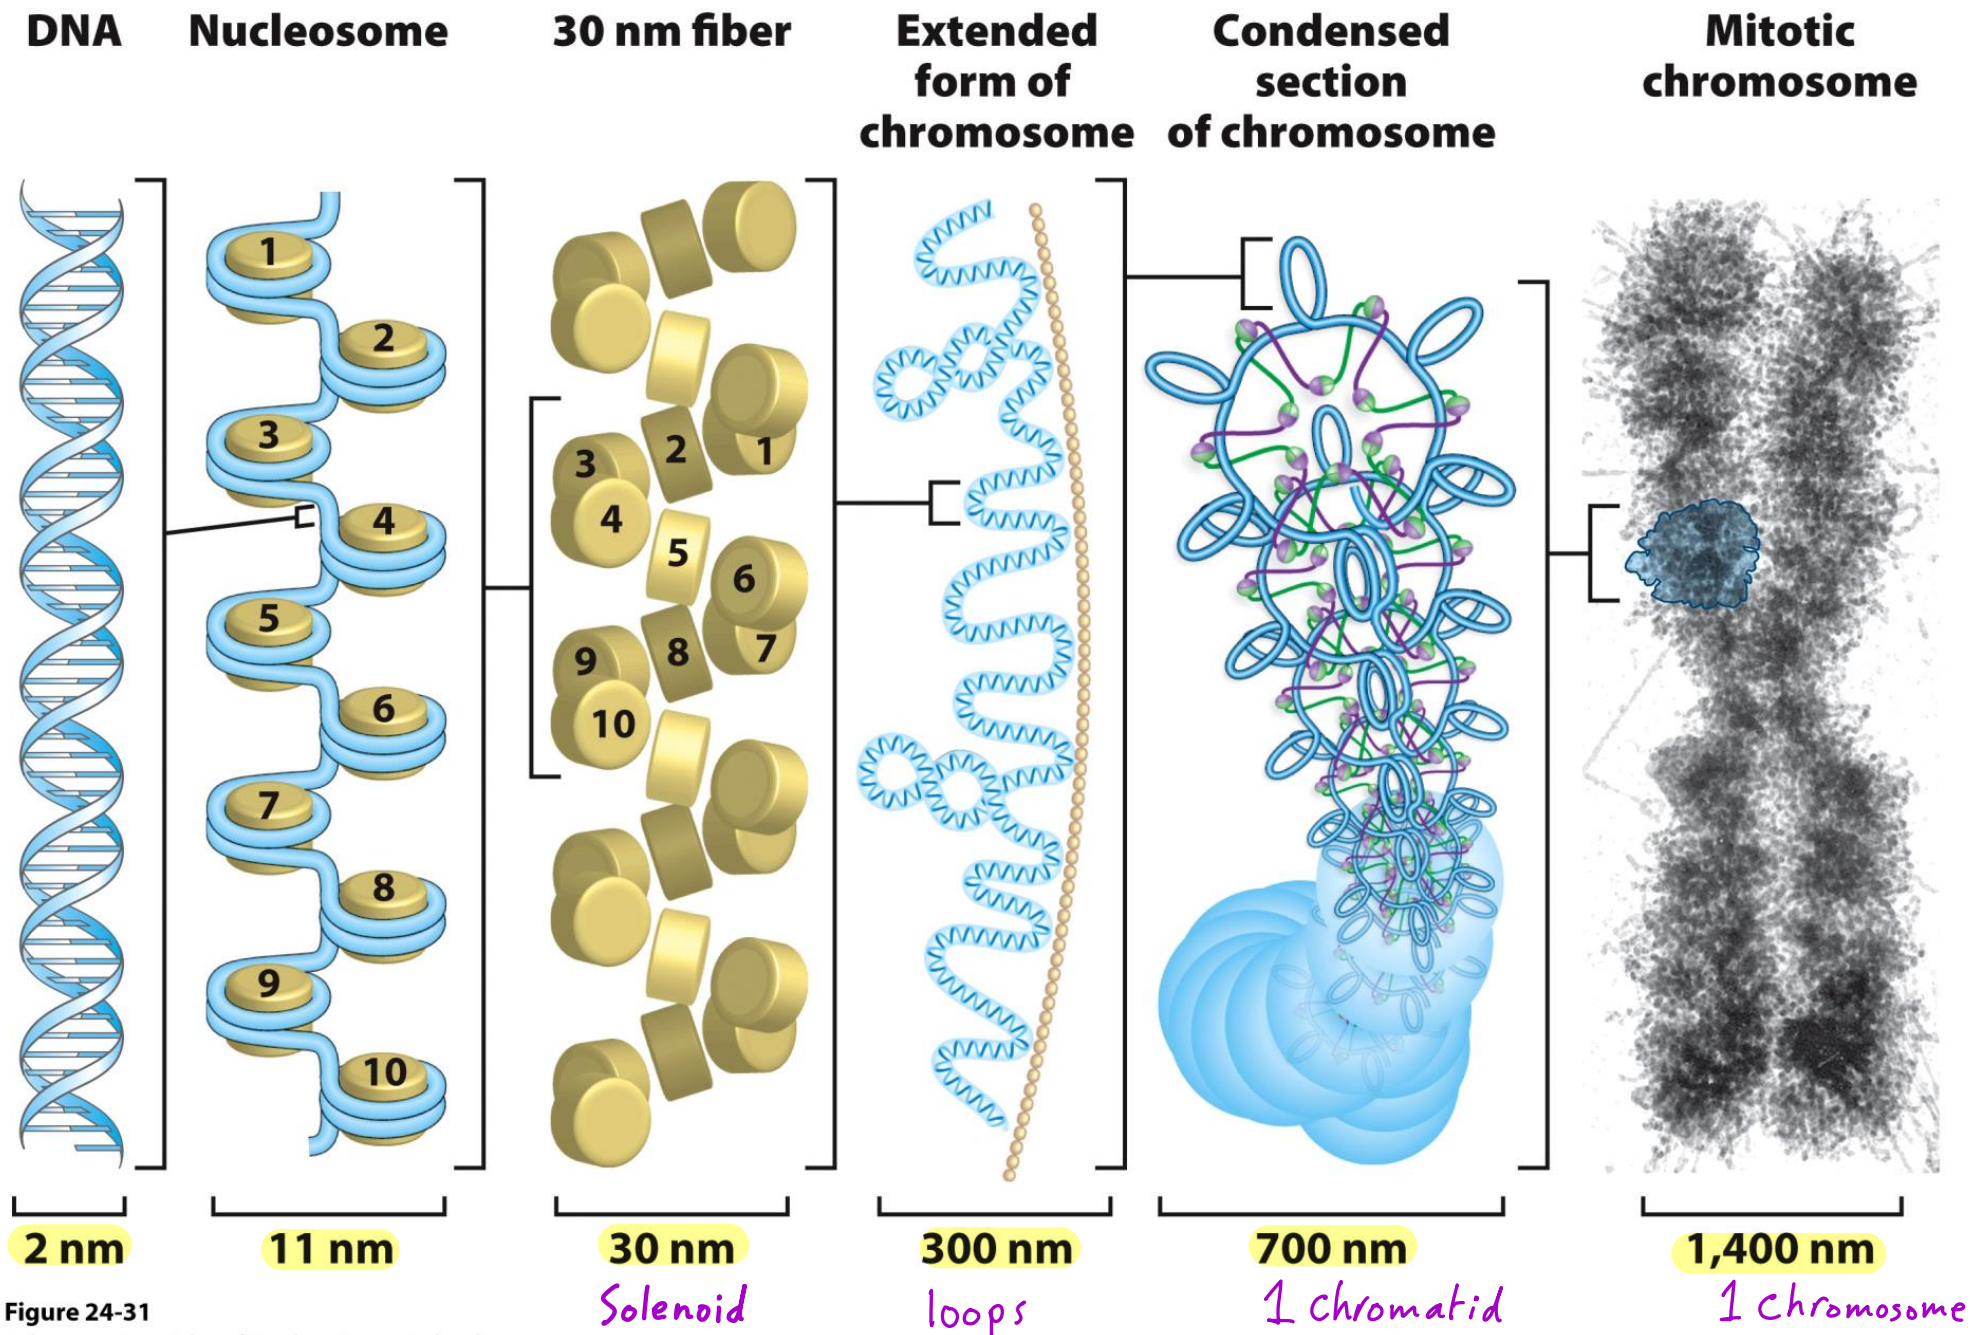 DNA
Nucleosome
30 nm fiber
Extended
form of
chromosome
Condensed
section
of chromosome
Mitotic
chromosome
1
2
3
4
5
6
7
8
9
10
1
2
3
4
5
6
7
8
9
10
2 nm
11 nm
30 nm
300 nm
700 nm
1,400 nm
Solenoid
loops
1 Chromatid
1 Chromosome
Figure 24-31